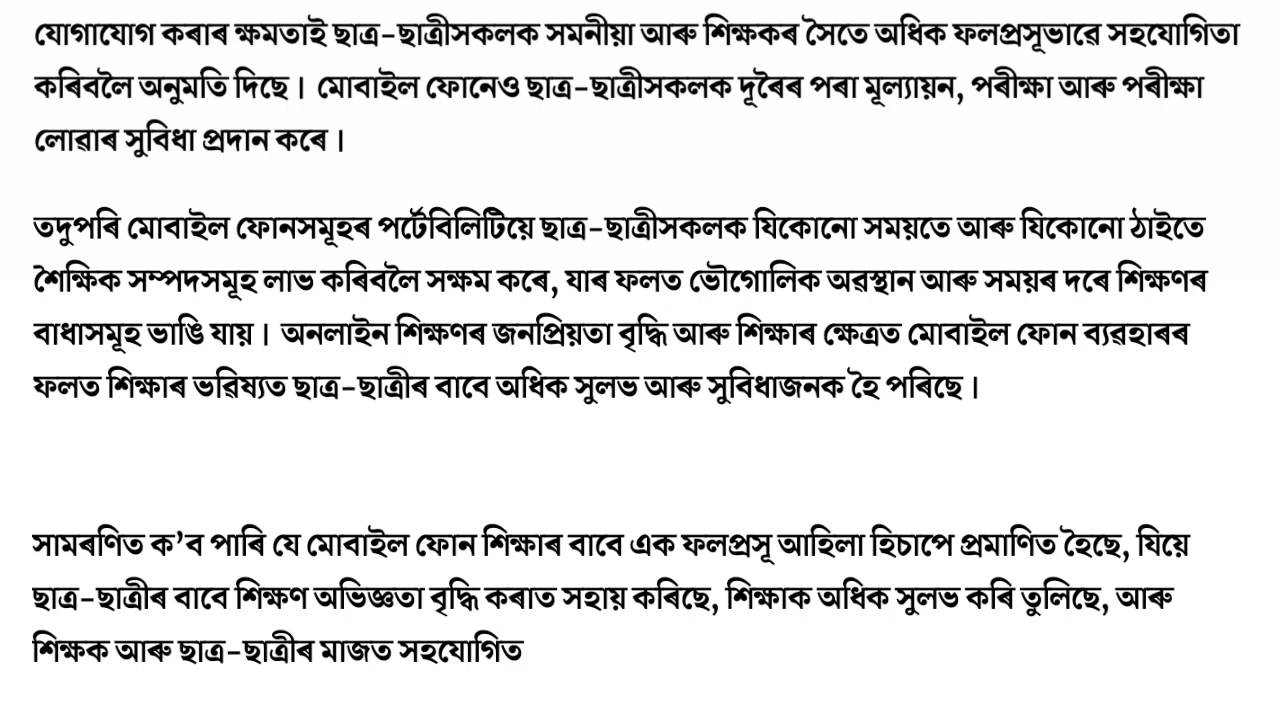 যোগাযোগ কৰাৰ ক্ষমতাই ছাত্ৰ-ছাত্ৰীসকলক সমনীয়া আৰু শিক্ষকৰ সৈতে অধিক ফলপ্ৰসূভাৱে সহযোগিতা
কৰিবলৈ অনুমতি দিছে। মোবাইল ফোনেও ছাত্ৰ-ছাত্ৰীসকলক দূৰৈৰ পৰা মূল্যায়ন, পৰীক্ষা আৰু পৰীক্ষা
লোৱাৰ সুবিধা প্ৰদান কৰে।
তদুপৰি মোবাইল ফোনসমূহৰ পৰ্টেবিলিটিয়ে ছাত্ৰ-ছাত্ৰীসকলক যিকোনো সময়তে আৰু যিকোনো ঠাইতে
শৈক্ষিক সম্পদসমূহ লাভ কৰিবলৈ সক্ষম কৰে, যাৰ ফলত ভৌগোলিক অৱস্থান আৰু সময়ৰ দৰে শিক্ষণৰ
বাধাসমূহ ভাঙি যায়। অনলাইন শিক্ষণৰ জনপ্ৰিয়তা বৃদ্ধি আৰু শিক্ষাৰ ক্ষেত্ৰত মোবাইল ফোন ব্যৱহাৰৰ
ফলত শিক্ষাৰ ভৱিষ্যত ছাত্ৰ-ছাত্ৰীৰ বাবে অধিক সুলভ আৰু সুবিধাজনক হৈ পৰিছে।
সামৰণিত ক’ব পাৰি যে মোবাইল ফোন শিক্ষাৰ বাবে এক ফলপ্ৰসূ আহিলা হিচাপে প্ৰমাণিত হৈছে, যিয়ে
ছাত্ৰ-ছাত্ৰীৰ বাবে শিক্ষণ অভিজ্ঞতা বৃদ্ধি কৰাত সহায় কৰিছে, শিক্ষাক অধিক সুলভ কৰি তুলিছে, আৰু
শিক্ষক আৰু ছাত্ৰ-ছাত্ৰীৰ মাজত সহযোগিত